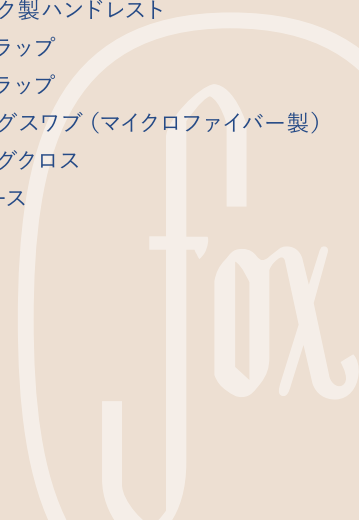 ク製ハンドレスト
ラップ
ラップ
グスワブ（マイクロファイバー製）
グクロス
ース
fox